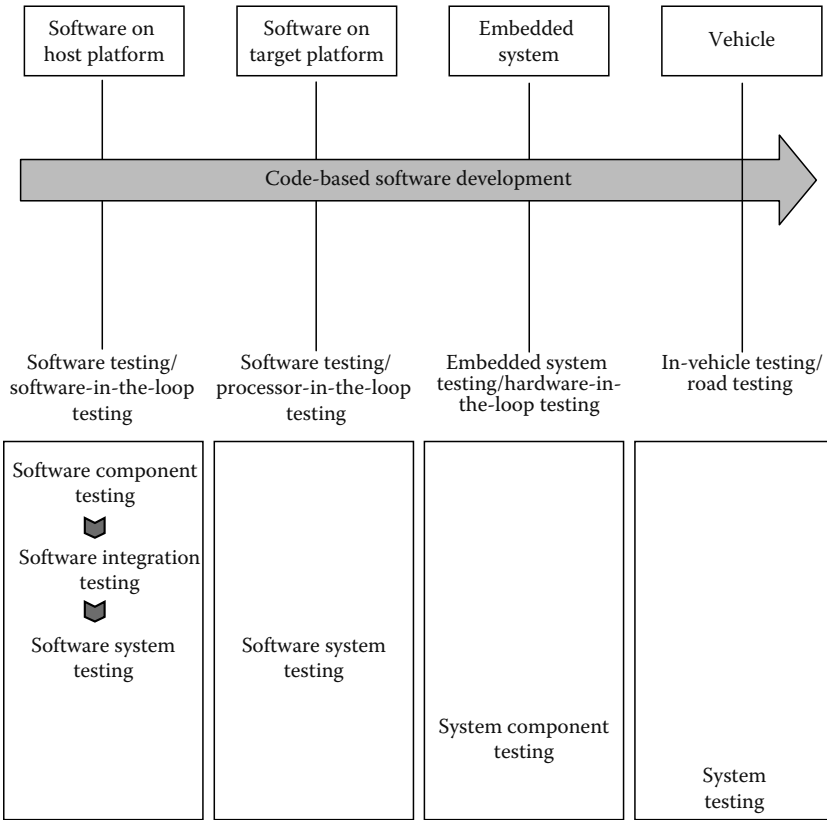 Software on
host platform
Software on
target platform
Embedded
system
Vehicle
Code-based software development
Software testing/
software-in-the-loop
testing
Software testing/
processor-in-the-loop
testing
Embedded system
testing/hardware-in-
the-loop testing
In-vehicle testing/
road testing
Software component
testing
Software integration
testing
Software system
testing
Software system
testing
System component
testing
System
testing